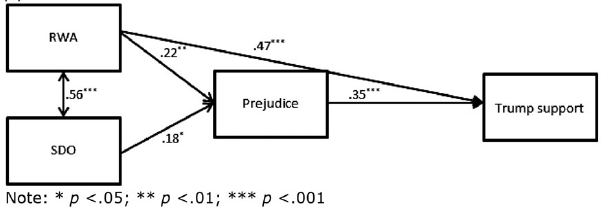 RWA
.22**
.47***
.56***
Prejudice
.35***
Trump support
.18*
SDO
Note: * p <.05; ** p <.01; *** p <.001